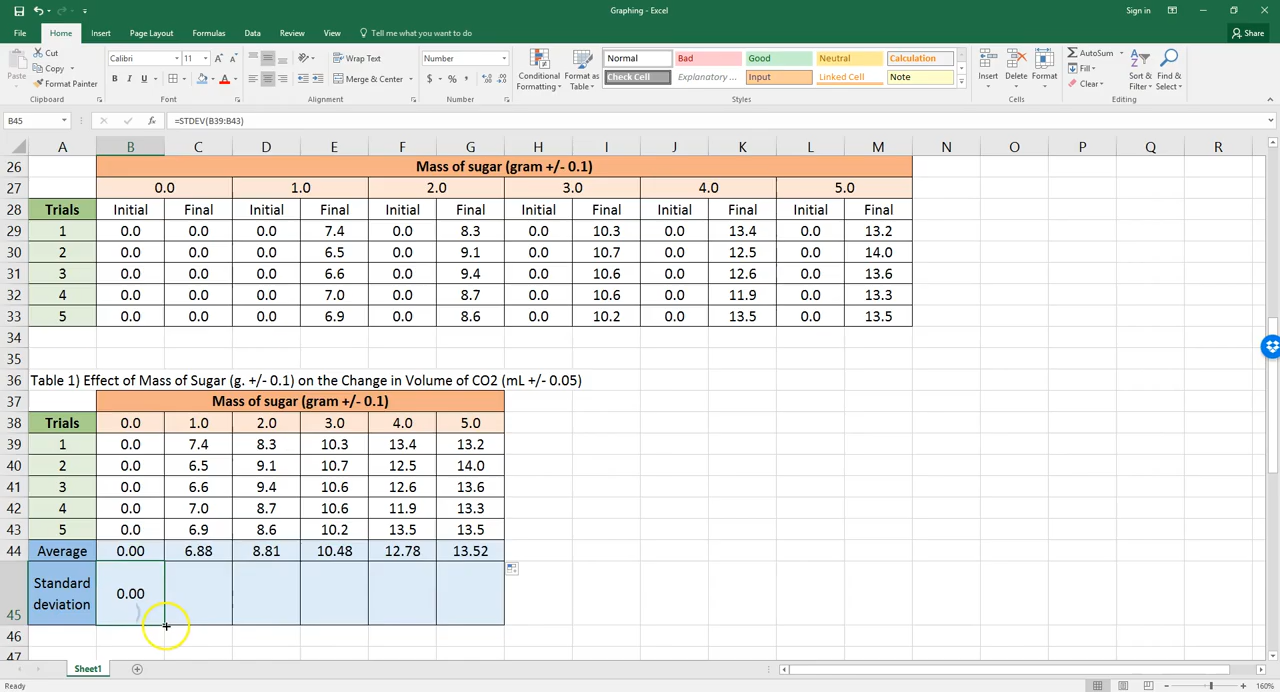 Graphing - Excel
Sign in
File Home Insert Page Layout Formulas Data Review View Tell me what you want to do Share
Cut
Copy
Format Painter
Paste
Calibri 11
B I U
Wrap Text
Merge & Center
Number
$ % ,
Conditional Formatting
Format as Table
Normal Bad Good Neutral Calculation
Check Cell Explanatory ... Input Linked Cell Note
Insert Delete Format
AutoSum
Fill
Clear
Sort & Filter
Find & Select
Clipboard Font Alignment Number Styles Cells Editing
B45 fx =STDEV(B39:B43)
A B C D E F G H I J K L M N O P Q R
26 Mass of sugar (gram +/- 0.1)
27 0.0 1.0 2.0 3.0 4.0 5.0
28 Trials Initial Final Initial Final Initial Final Initial Final Initial Final Initial Final
29 1 0.0 0.0 0.0 7.4 0.0 8.3 0.0 10.3 0.0 13.4 0.0 13.2
30 2 0.0 0.0 0.0 6.5 0.0 9.1 0.0 10.7 0.0 12.5 0.0 14.0
31 3 0.0 0.0 0.0 6.6 0.0 9.4 0.0 10.6 0.0 12.6 0.0 13.6
32 4 0.0 0.0 0.0 7.0 0.0 8.7 0.0 10.6 0.0 11.9 0.0 13.3
33 5 0.0 0.0 0.0 6.9 0.0 8.6 0.0 10.2 0.0 13.5 0.0 13.5
34
35
36 Table 1) Effect of Mass of Sugar (g. +/- 0.1) on the Change in Volume of CO2 (mL +/- 0.05)
37 Mass of sugar (gram +/- 0.1)
38 Trials 0.0 1.0 2.0 3.0 4.0 5.0
39 1 0.0 7.4 8.3 10.3 13.4 13.2
40 2 0.0 6.5 9.1 10.7 12.5 14.0
41 3 0.0 6.6 9.4 10.6 12.6 13.6
42 4 0.0 7.0 8.7 10.6 11.9 13.3
43 5 0.0 6.9 8.6 10.2 13.5 13.5
44 Average 0.00 6.88 8.81 10.48 12.78 13.52
45 Standard deviation 0.00
46
47
Sheet1
Ready 160%